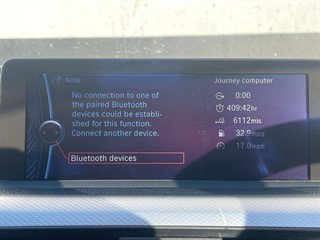 Note
No connection to one of
the paired Bluetooth
devices could be establi-
shed for this function.
Connect another device.
Bluetooth devices
Journey computer
0:00
409:42hr
6112mls
32.9mpg
17.0mph